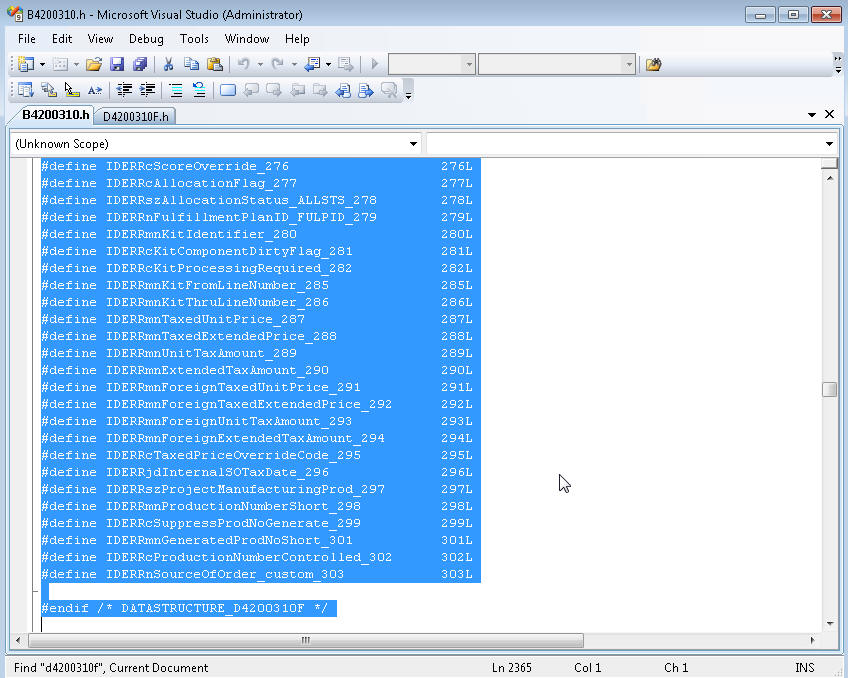 B4200310.h - Microsoft Visual Studio (Administrator)
File Edit View Debug Tools Window Help
B4200310.h D4200310F.h
(Unknown Scope)
#define IDERRcScoreOverride_276 276L
#define IDERRcAllocationFlag_277 277L
#define IDERRszAllocationStatus_ALLSTS_278 278L
#define IDERRnFulfillmentPlanID_FULPID_279 279L
#define IDERRmnKitIdentifier_280 280L
#define IDERRcKitComponentDirtyFlag_281 281L
#define IDERRcKitProcessingRequired_282 282L
#define IDERRmnKitFromLineNumber_285 285L
#define IDERRmnKitThruLineNumber_286 286L
#define IDERRmnTaxedUnitPrice_287 287L
#define IDERRmnTaxedExtendedPrice_288 288L
#define IDERRmnUnitTaxAmount_289 289L
#define IDERRmnExtendedTaxAmount_290 290L
#define IDERRmnForeignTaxedUnitPrice_291 291L
#define IDERRmnForeignTaxedExtendedPrice_292 292L
#define IDERRmnForeignUnitTaxAmount_293 293L
#define IDERRmnForeignExtendedTaxAmount_294 294L
#define IDERRcTaxedPriceOverrideCode_295 295L
#define IDERRjdInternalSOTaxDate_296 296L
#define IDERRszProjectManufacturingProd_297 297L
#define IDERRmnProductionNumberShort_298 298L
#define IDERRcSuppressProdNoGenerate_299 299L
#define IDERRmnGeneratedProdNoShort_301 301L
#define IDERRcProductionNumberControlled_302 302L
#define IDERRnSourceOfOrder_custom_303 303L
#endif /* DATASTRUCTURE_D4200310F */
Find "d4200310f", Current Document Ln 2365 Col 1 Ch 1 INS